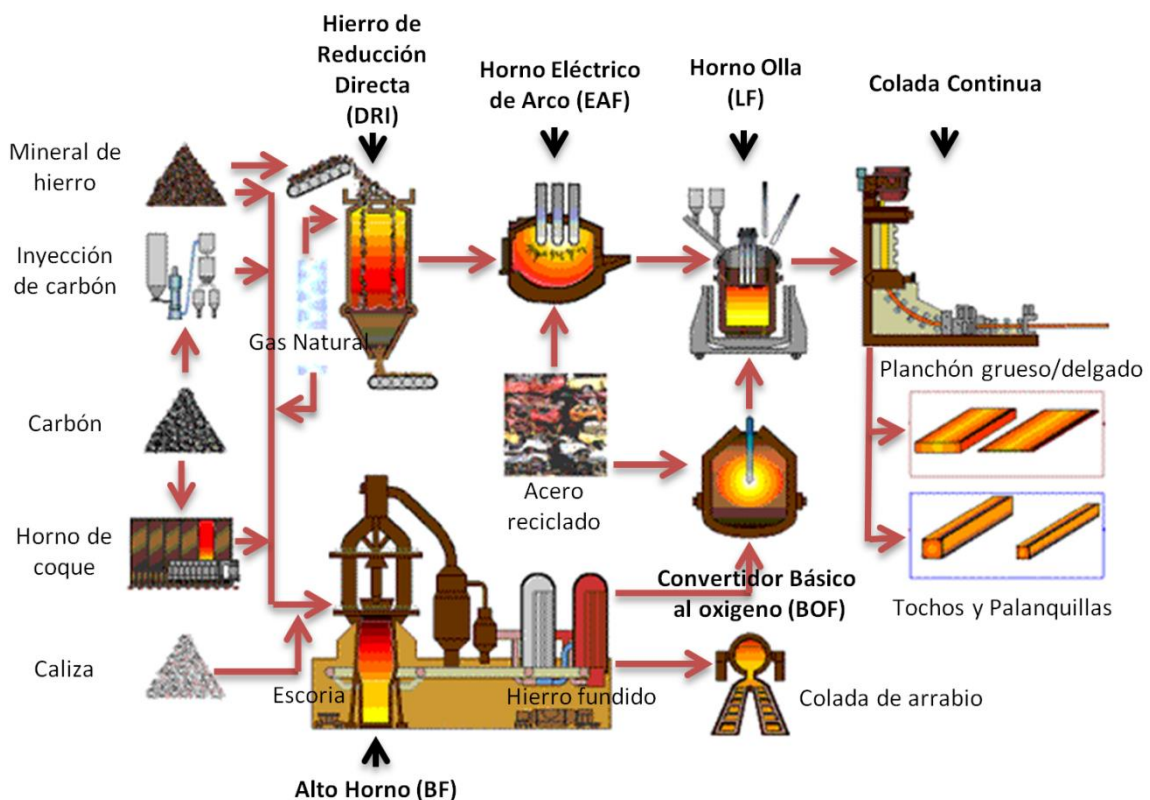 Hierro de
Reducción
Directa
(DRI)
Horno Eléctrico
de Arco (EAF)
Horno Olla
(LF)
Colada Continua
Mineral de
hierro
Inyección
de carbón
Gas Natural
Carbón
Horno de
coque
Caliza
Acero
reciclado
Planchón grueso/delgado
Tochos y Palanquillas
Convertidor Básico
al oxigeno (BOF)
Escoria
Hierro fundido
Colada de arrabio
Alto Horno (BF)